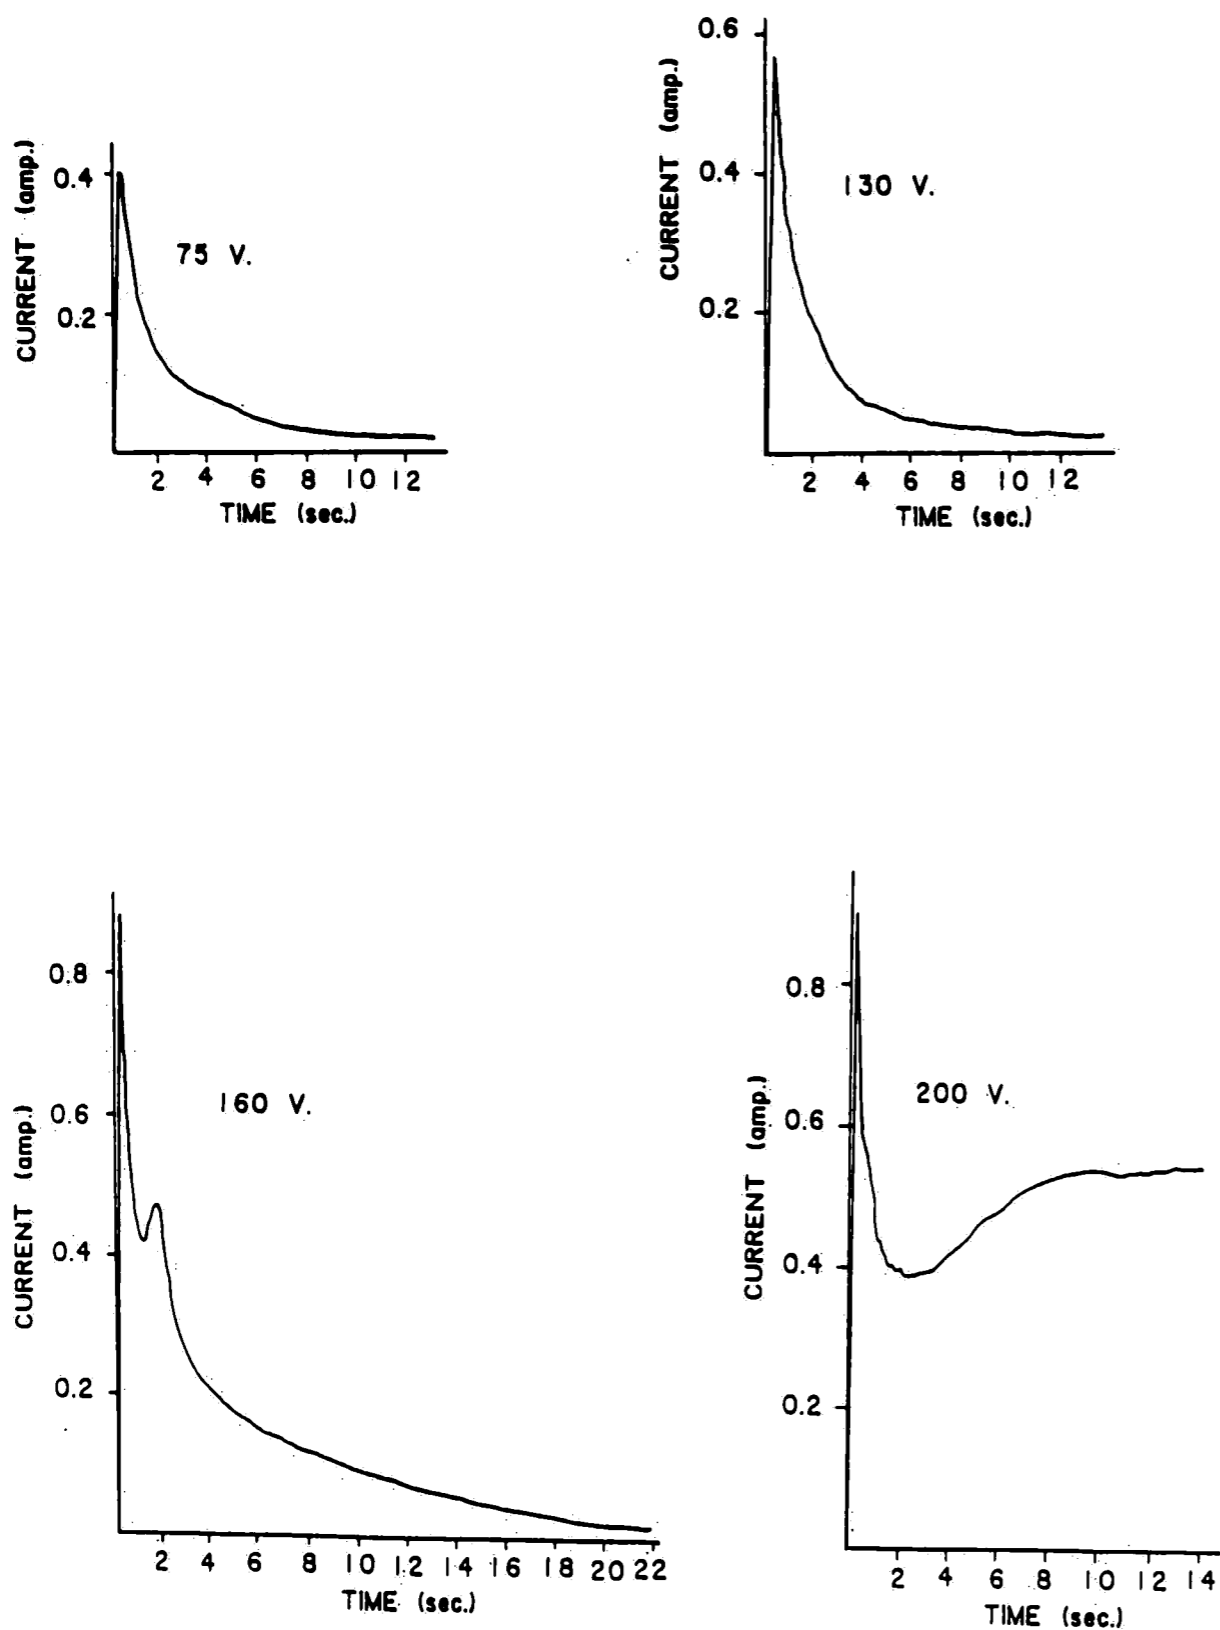 CURRENT (amp.)
0.4
0.2
75 V.
2 4 6 8 10 12
TIME (sec.)
CURRENT (amp.)
0.6
0.4
0.2
130 V.
2 4 6 8 10 12
TIME (sec.)
CURRENT (amp.)
0.8
0.6
0.4
0.2
160 V.
2 4 6 8 10 12 14 16 18 20 22
TIME (sec.)
CURRENT (amp.)
0.8
0.6
0.4
0.2
200 V.
2 4 6 8 10 12 14
TIME (sec.)